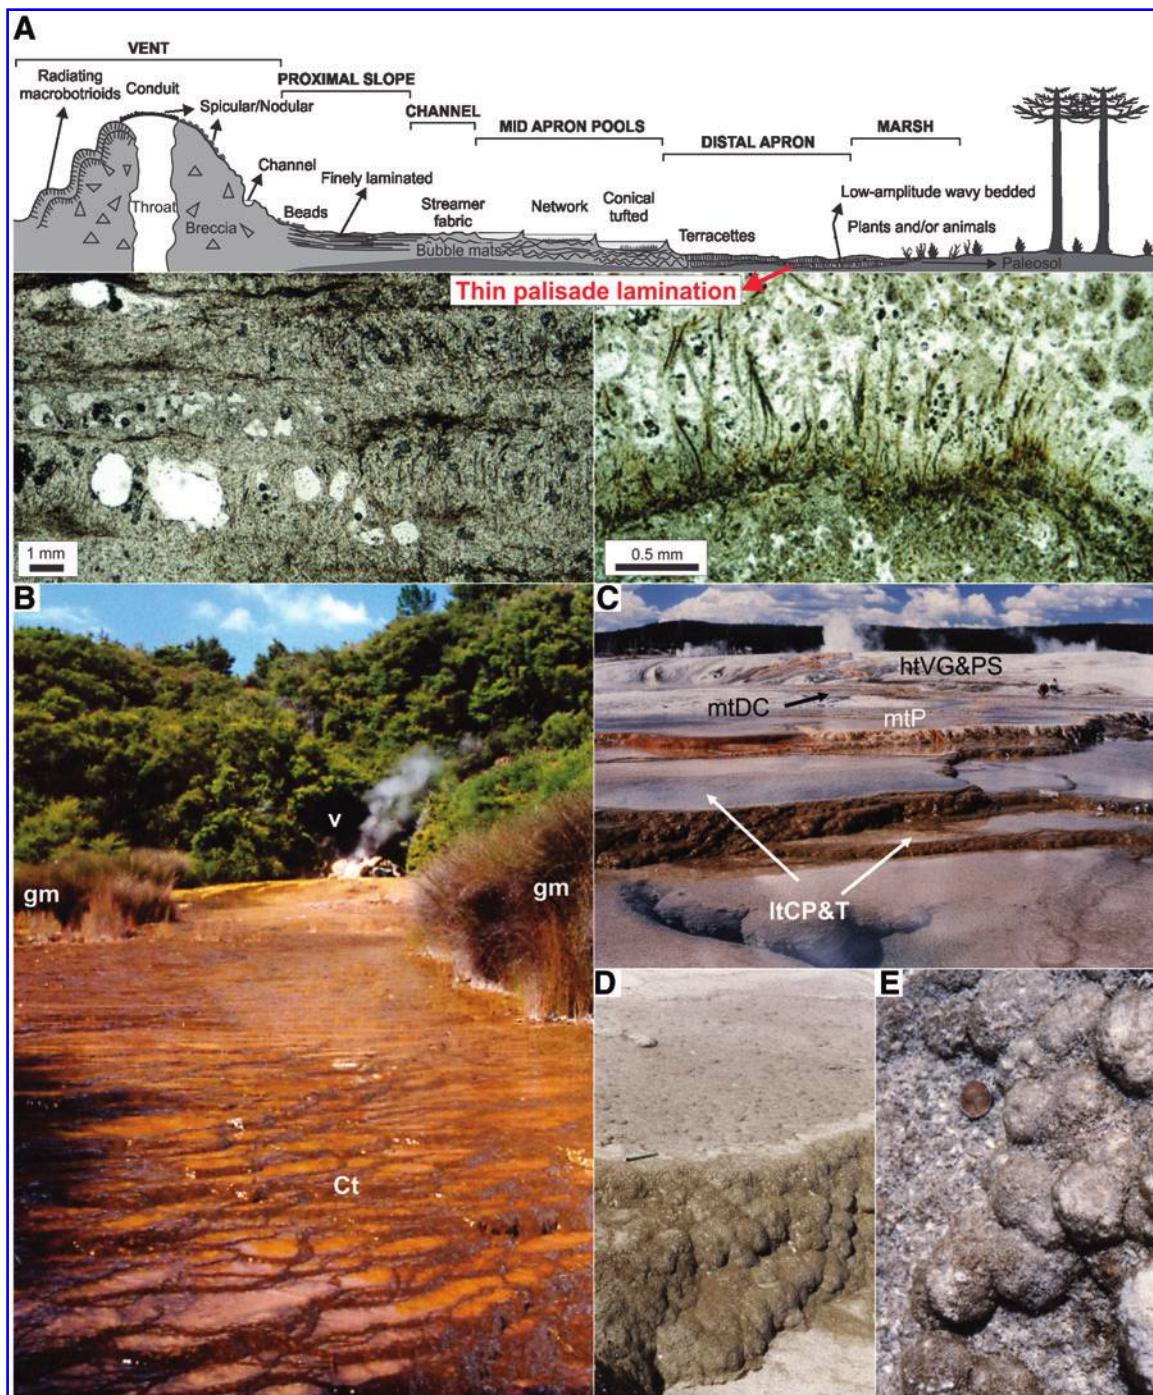 A
VENT
Radiating
macrobotrioids
Conduit
Spicular/Nodular
PROXIMAL SLOPE
CHANNEL
MID APRON POOLS
DISTAL APRON
MARSH
Channel
Finely laminated
Beads
Streamer
fabric
Network
Conical
tufted
Terracettes
Low-amplitude wavy bedded
Plants and/or animals
Throat
Breccia
Bubble mats
Paleosol
Thin palisade lamination
1 mm
0.5 mm
B
v
gm
gm
Ct
C
htVG&PS
mtDC
mtP
ltCP&T
D
E